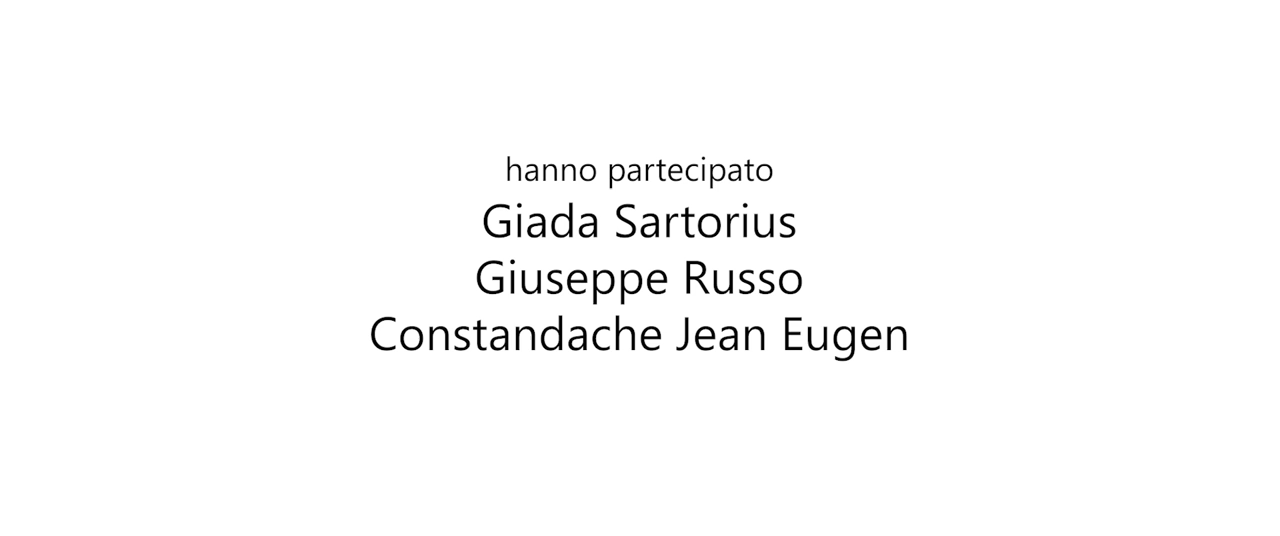 hanno partecipato
Giada Sartorius
Giuseppe Russo
Constandache Jean Eugen